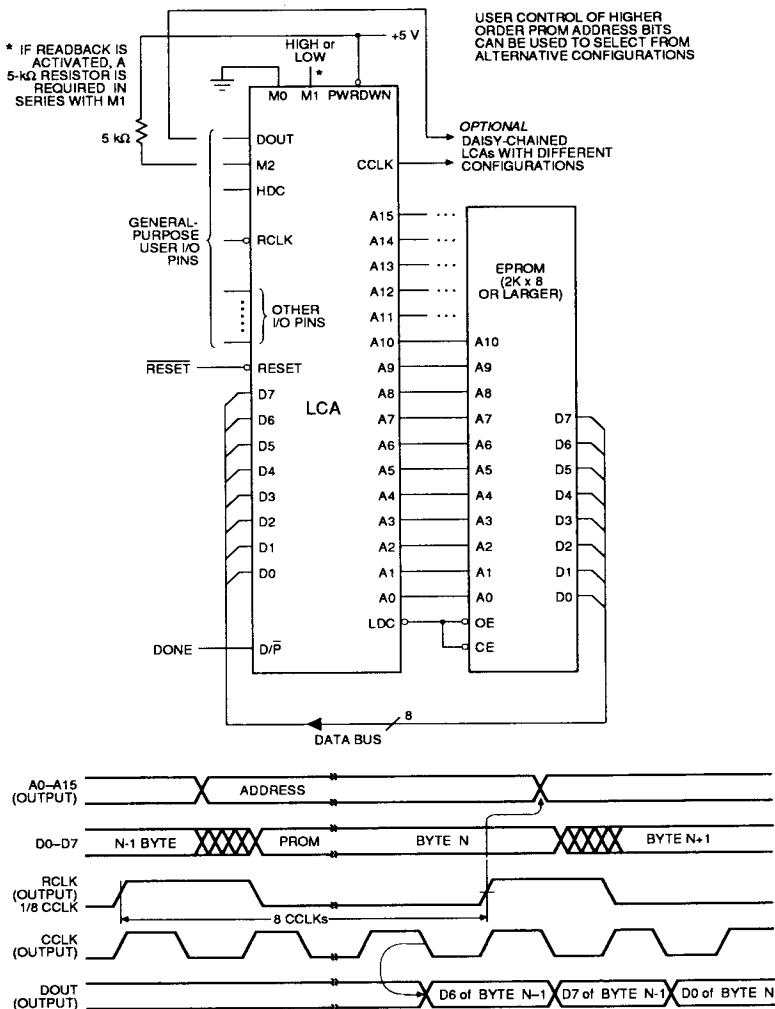 * IF READBACK IS
ACTIVATED, A
5-kΩ RESISTOR IS
REQUIRED IN
SERIES WITH M1
HIGH or
LOW
*
+5 V
USER CONTROL OF HIGHER
ORDER PROM ADDRESS BITS
CAN BE USED TO SELECT FROM
ALTERNATIVE CONFIGURATIONS
M0 M1 PWRDWN
5 kΩ
DOUT
M2
HDC
RCLK
GENERAL-
PURPOSE
USER I/O
PINS
OTHER
I/O PINS
RESET
RESET
D7
D6
D5
D4
D3
D2
D1
D0
DONE
D/P̅
LCA
CCLK
OPTIONAL
DAISY-CHAINED
LCAs WITH DIFFERENT
CONFIGURATIONS
A15
A14
A13
A12
A11
A10
A9
A8
A7
A6
A5
A4
A3
A2
A1
A0
LDC
EPROM
(2K x 8
OR LARGER)
A10
A9
A8
A7
A6
A5
A4
A3
A2
A1
A0
OE
CE
D7
D6
D5
D4
D3
D2
D1
D0
8
DATA BUS
A0–A15
(OUTPUT)
ADDRESS
D0–D7
N-1 BYTE
PROM
BYTE N
BYTE N+1
RCLK
(OUTPUT)
1/8 CCLK
8 CCLKs
CCLK
(OUTPUT)
DOUT
(OUTPUT)
D6 of BYTE N–1
D7 of BYTE N-1
D0 of BYTE N